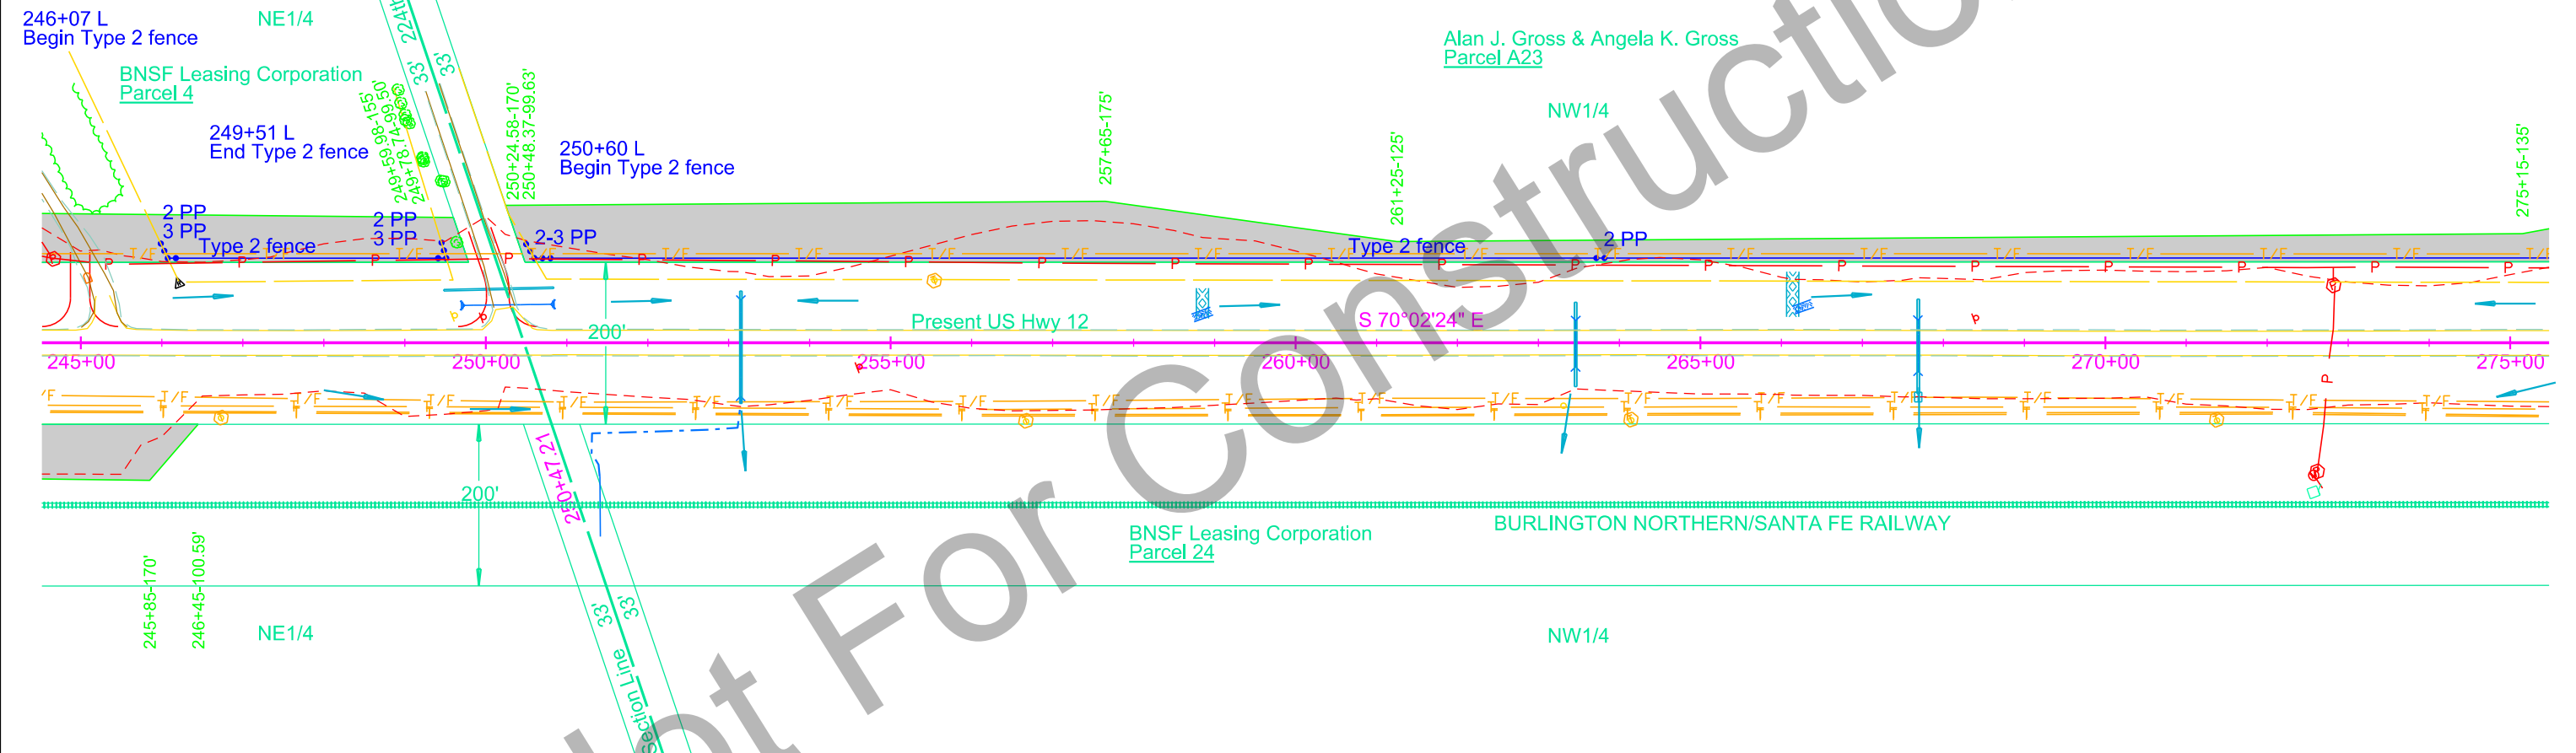 246+07 L
Begin Type 2 fence
NE1/4
224th
33'
33'
BNSF Leasing Corporation
Parcel 4
249+51 L
End Type 2 fence
249+59.98-155'
249+78.74-99.50'
250+24.58-170'
250+48.37-99.63'
250+60 L
Begin Type 2 fence
Alan J. Gross & Angela K. Gross
Parcel A23
NW1/4
257+65-175'
261+25-125'
275+15-135'
2 PP
3 PP
Type 2 fence
2 PP
3 PP
2-3 PP
Type 2 fence
2 PP
200'
Present US Hwy 12
S 70°02'24" E
245+00
250+00
255+00
260+00
265+00
270+00
275+00
250+47.21
200'
BNSF Leasing Corporation
Parcel 24
BURLINGTON NORTHERN/SANTA FE RAILWAY
245+85-170'
246+45-100.59'
NE1/4
33'
33'
Section Line
NW1/4
ot For Constructio